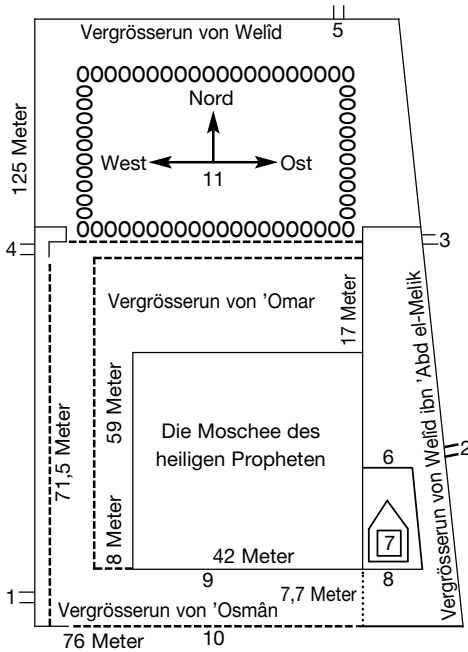 Vergrösserun von Welîd
5
125 Meter
Nord
West
Ost
11
4
3
Vergrösserun von 'Omar
17 Meter
Vergrösserun von Welîd ibn 'Abd el-Melik
59 Meter
Die Moschee des
heiligen Propheten
71,5 Meter
2
6
7
8 Meter
42 Meter
9
7,7 Meter
8
1
Vergrösserun von 'Osmân
76 Meter
10